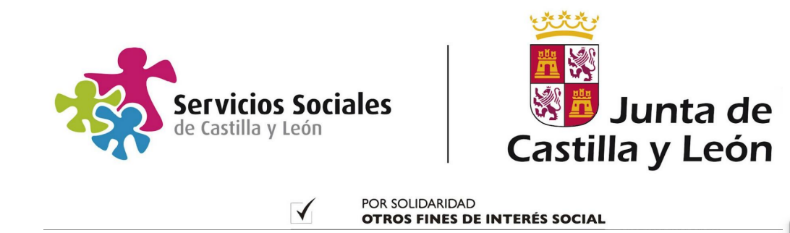 Servicios Sociales
de Castilla y León
Junta de
Castilla y León
POR SOLIDARIDAD
OTROS FINES DE INTERÉS SOCIAL